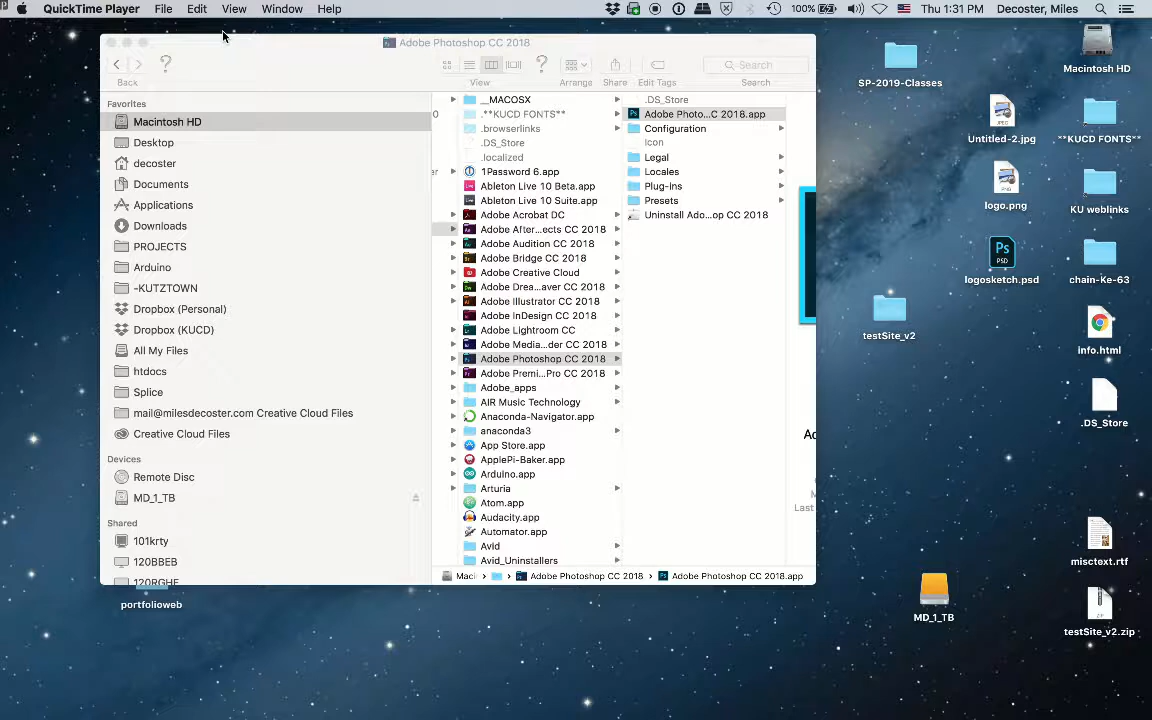 QuickTime Player File Edit View Window Help 100% Thu 1:31 PM Decoster, Miles
Adobe Photoshop CC 2018
Back View Arrange Share Edit Tags Search
Search
Favorites
Macintosh HD
Desktop
decoster
Documents
Applications
Downloads
PROJECTS
Arduino
-KUTZTOWN
Dropbox (Personal)
Dropbox (KUCD)
All My Files
htdocs
Splice
mail@milesdecoster.com Creative Cloud Files
Creative Cloud Files
Devices
Remote Disc
MD_1_TB
Shared
101krty
120BBEB
120RGHE
__MACOSX
.**KUCD FONTS**
.browserlinks
.DS_Store
.localized
1Password 6.app
Ableton Live 10 Beta.app
Ableton Live 10 Suite.app
Adobe Acrobat DC
Adobe After...ects CC 2018
Adobe Audition CC 2018
Adobe Bridge CC 2018
Adobe Creative Cloud
Adobe Drea...aver CC 2018
Adobe Illustrator CC 2018
Adobe InDesign CC 2018
Adobe Lightroom CC
Adobe Media...der CC 2018
Adobe Photoshop CC 2018
Adobe Premi...Pro CC 2018
Adobe_apps
AIR Music Technology
Anaconda-Navigator.app
anaconda3
App Store.app
ApplePi-Baker.app
Arduino.app
Arturia
Atom.app
Audacity.app
Automator.app
Avid
Avid_Uninstallers
.DS_Store
Adobe Photo...C 2018.app
Configuration
Icon
Legal
Locales
Plug-ins
Presets
Uninstall Ado...op CC 2018
Last
Maci Adobe Photoshop CC 2018 Adobe Photoshop CC 2018.app
portfolioweb
SP-2019-Classes
Macintosh HD
Untitled-2.jpg
**KUCD FONTS**
logo.png
KU weblinks
logosketch.psd
chain-Ke-63
testSite_v2
info.html
.DS_Store
misctext.rtf
MD_1_TB
testSite_v2.zip